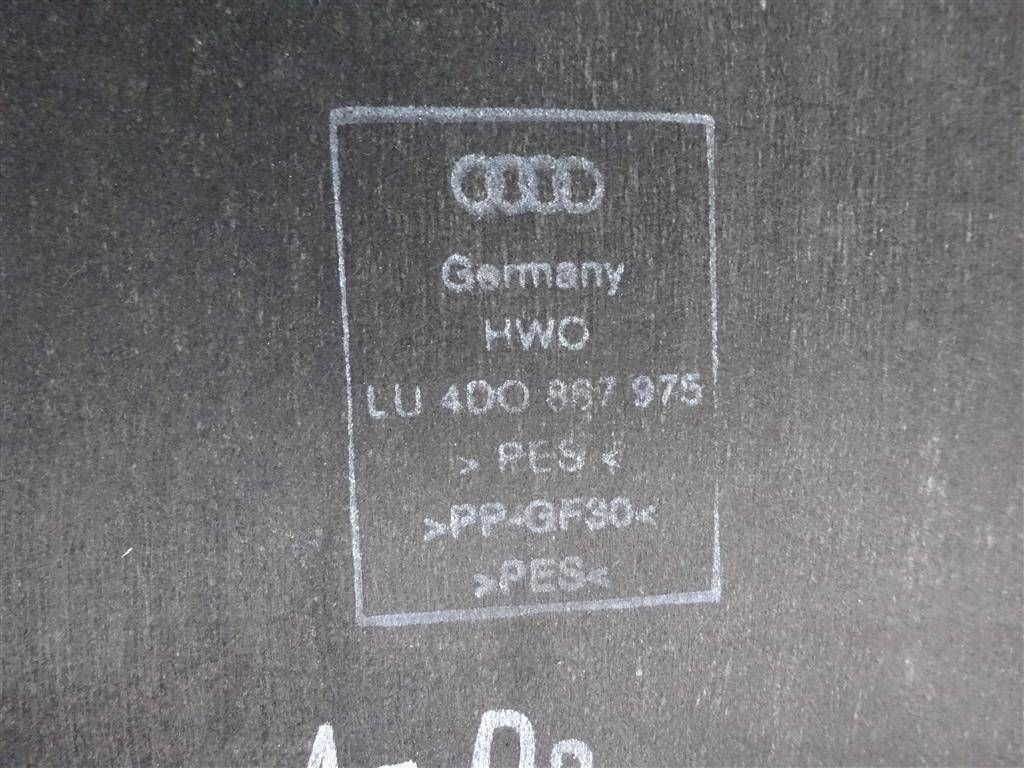 Germany
HWO
LU 4D0 867 975
> PES <
>PP-GF30<
>PES<